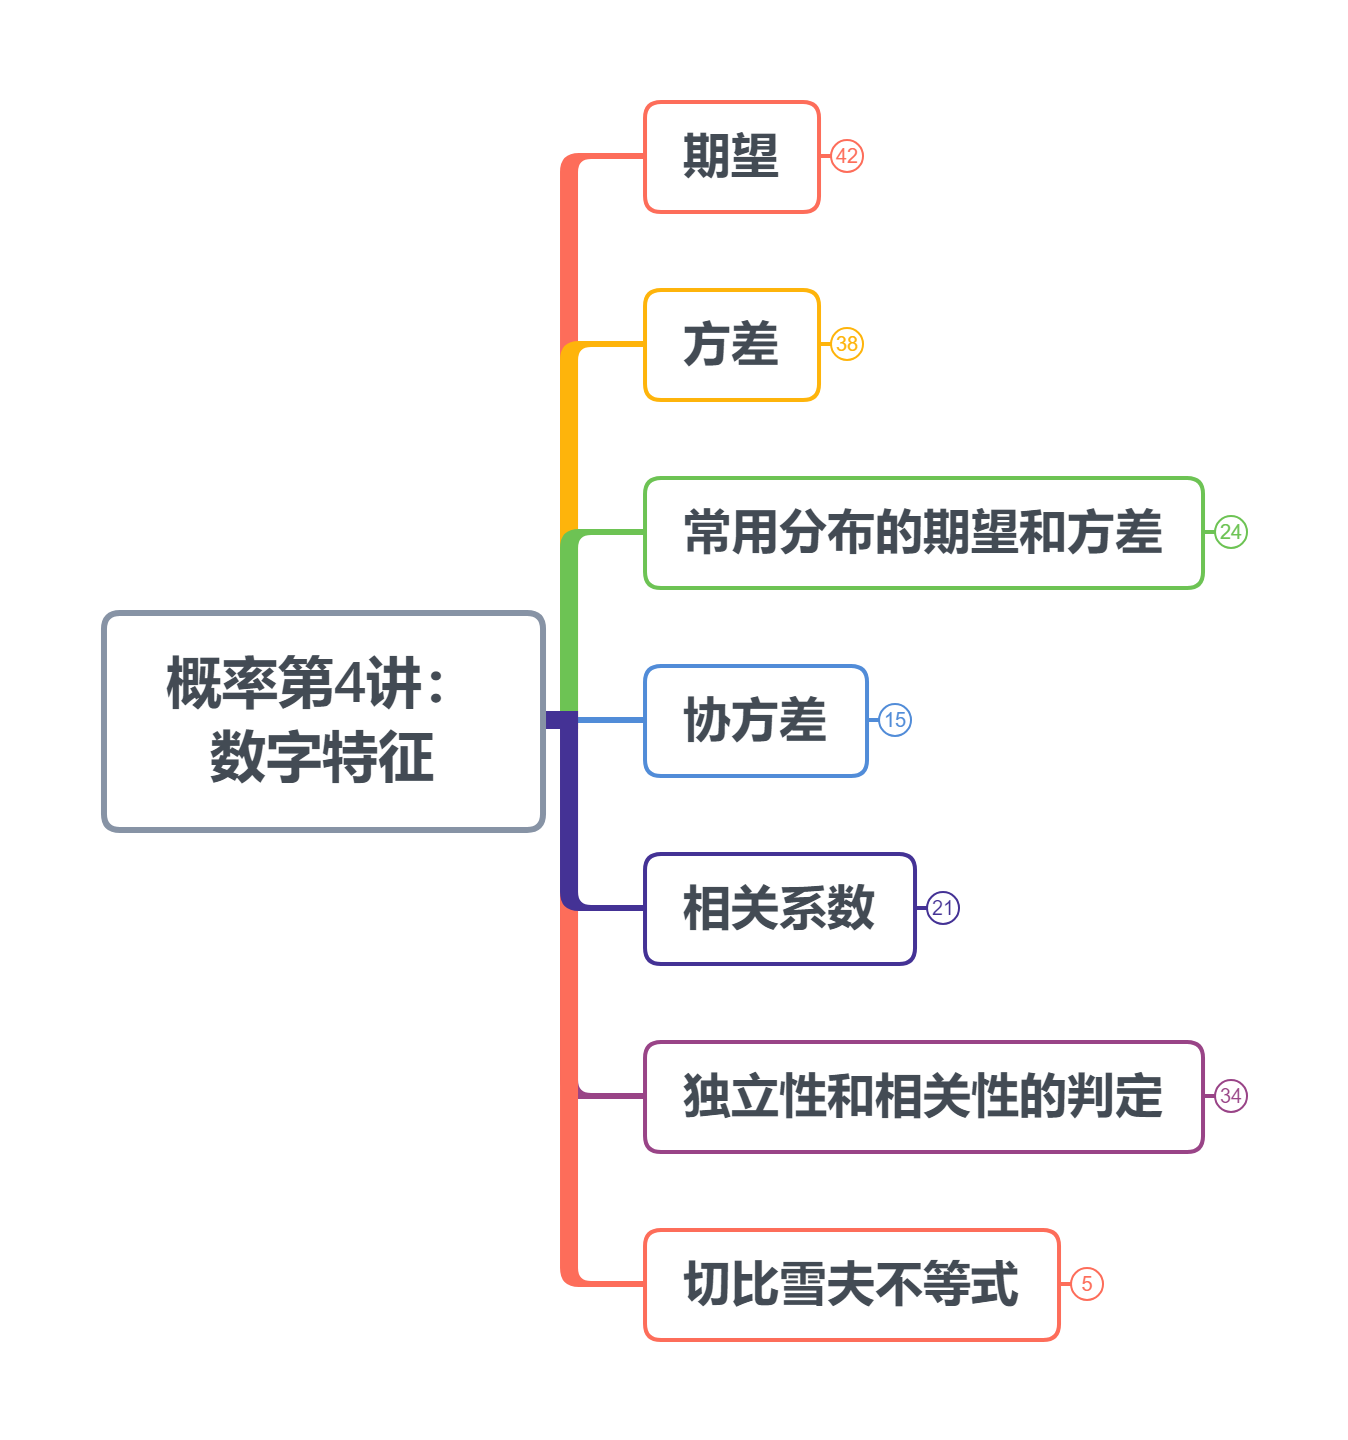 期望
42
方差
38
常用分布的期望和方差
24
概率第4讲：
数字特征
协方差
15
相关系数
21
独立性和相关性的判定
34
切比雪夫不等式
5